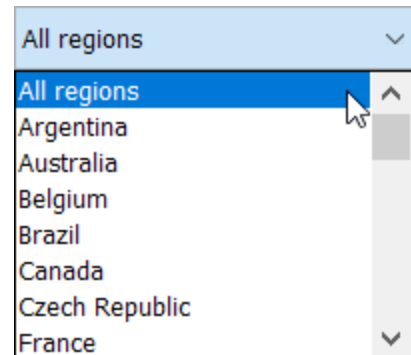 All regions
All regions
Argentina
Australia
Belgium
Brazil
Canada
Czech Republic
France